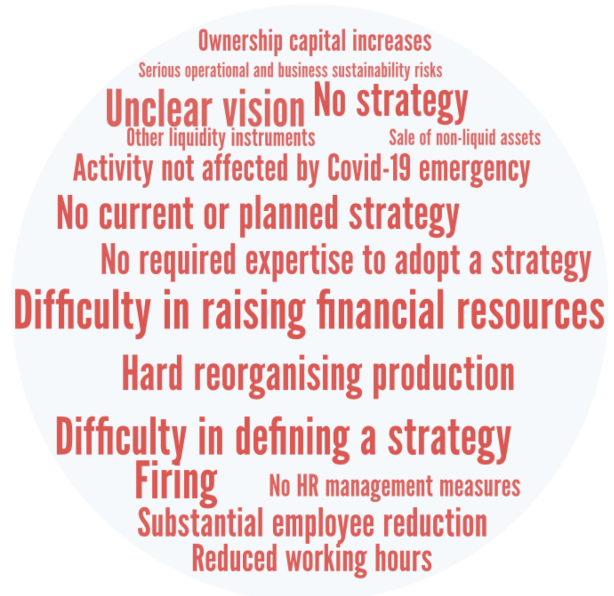 Ownership capital increases
Serious operational and business sustainability risks
Unclear vision No strategy
Other liquidity instruments Sale of non-liquid assets
Activity not affected by Covid-19 emergency
No current or planned strategy
No required expertise to adopt a strategy
Difficulty in raising financial resources
Hard reorganising production
Difficulty in defining a strategy
Firing No HR management measures
Substantial employee reduction
Reduced working hours